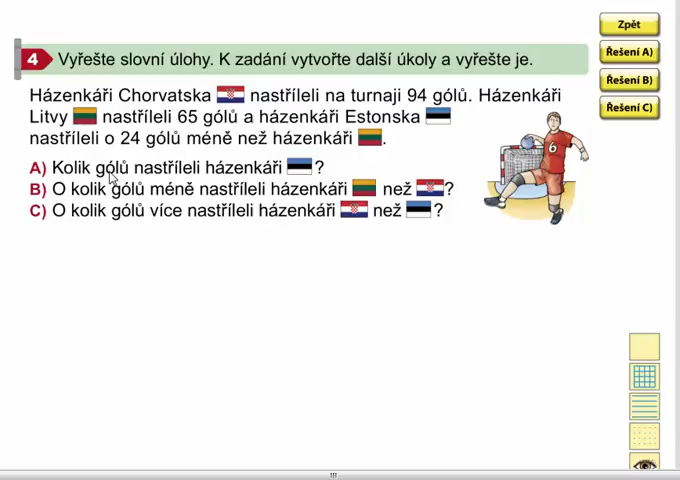 Zpět
4 Vyřešte slovní úlohy. K zadání vytvořte další úkoly a vyřešte je.
Řešení A)
Řešení B)
Řešení C)
Házenkáři Chorvatska nastříleli na turnaji 94 gólů. Házenkáři
Litvy nastříleli 65 gólů a házenkáři Estonska
nastříleli o 24 gólů méně než házenkáři .
A) Kolik gólů nastříleli házenkáři ?
B) O kolik gólů méně nastříleli házenkáři než ?
C) O kolik gólů více nastříleli házenkáři než ?
6